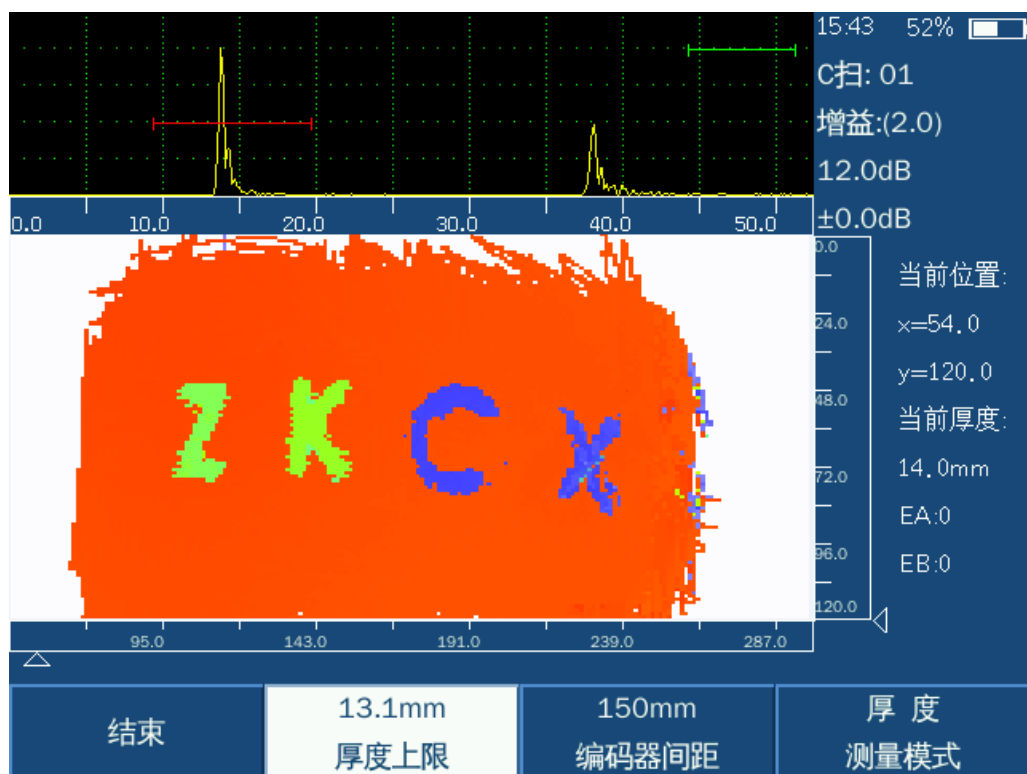 15:43 52%
C扫: 01
增益:(2.0)
12.0dB
±0.0dB
0.0 10.0 20.0 30.0 40.0 50.0
当前位置:
x=54.0
y=120.0
当前厚度:
14.0mm
EA:0
EB:0
0.0
24.0
48.0
72.0
96.0
120.0
Z K C X
95.0 143.0 191.0 239.0 287.0
结束
13.1mm
厚度上限
150mm
编码器间距
厚 度
测量模式